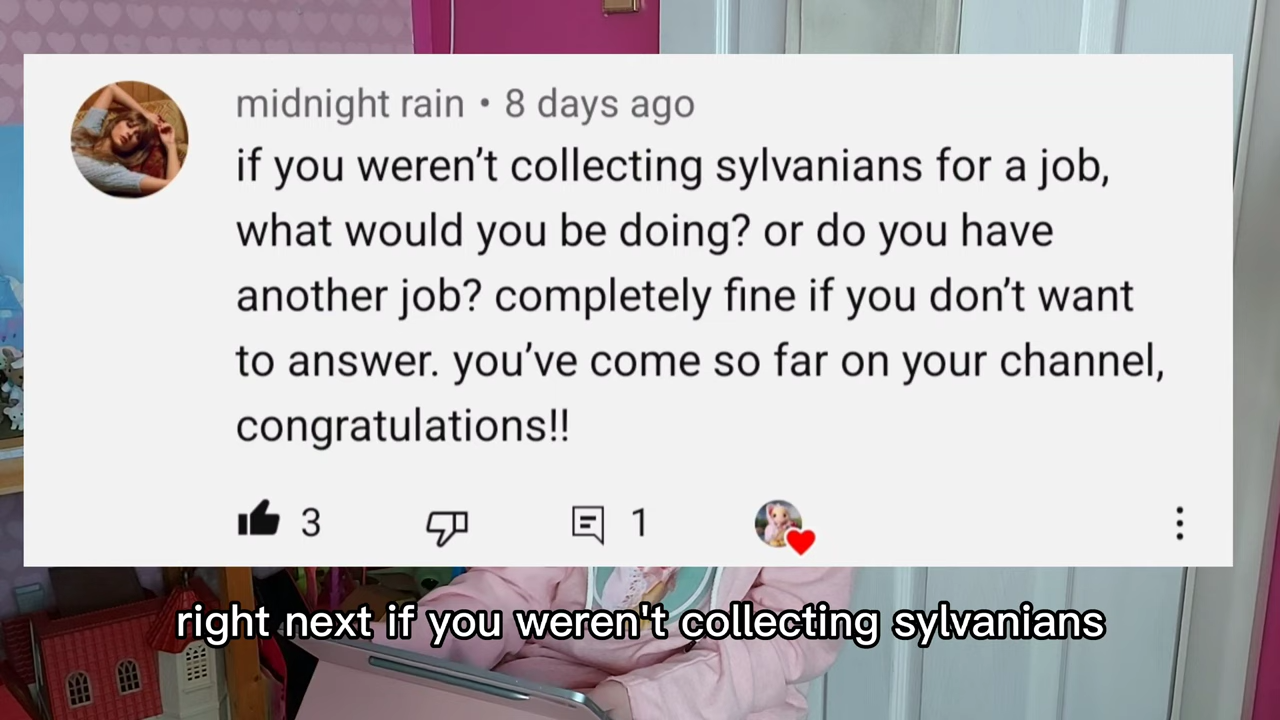 midnight rain • 8 days ago
if you weren't collecting sylvanians for a job,
what would you be doing? or do you have
another job? completely fine if you don't want
to answer. you've come so far on your channel,
congratulations!!
3
1
right next if you weren't collecting sylvanians